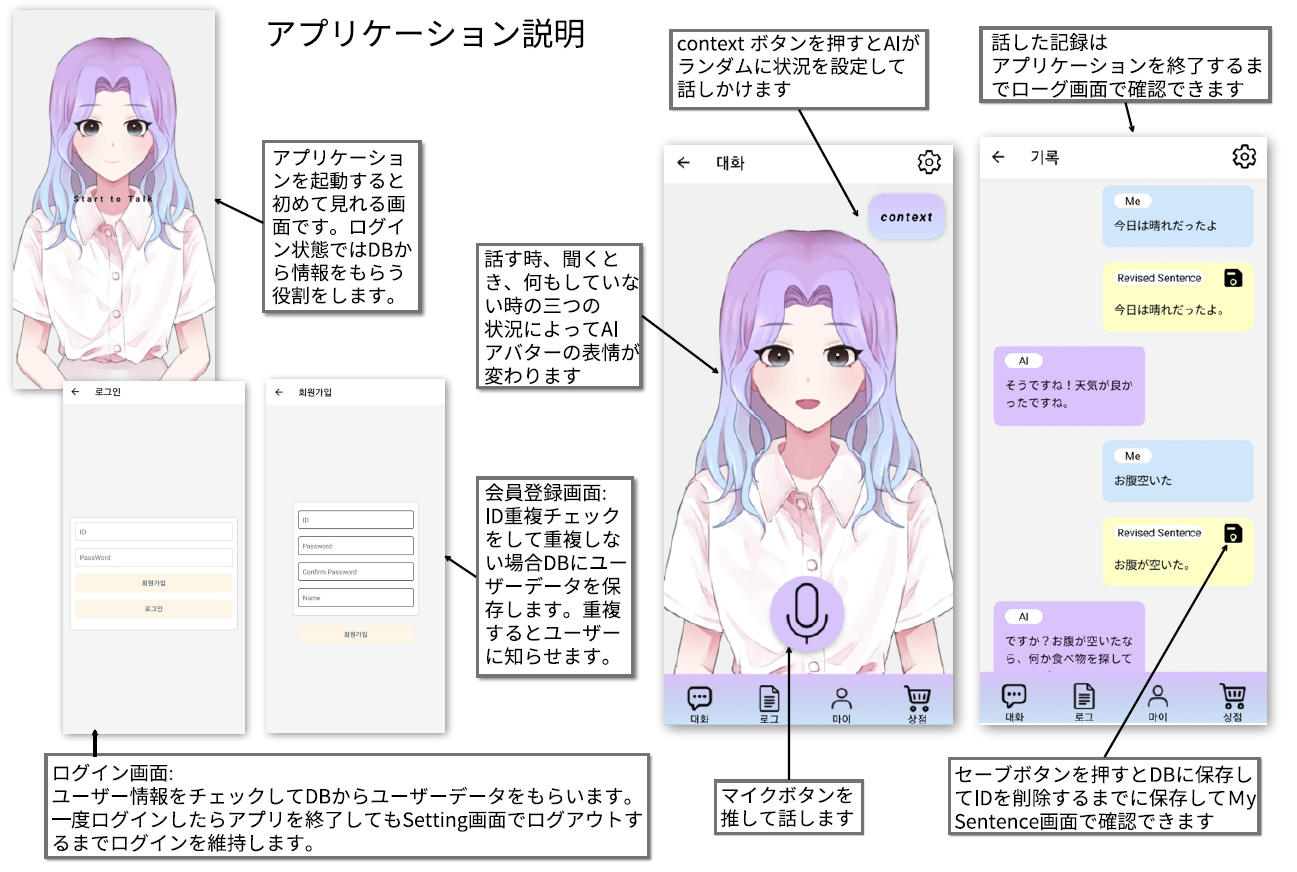 アプリケーション説明
Start to Talk
アプリケーショ
ンを起動すると
初めて見れる画
面です。ログイ
ン状態ではDBか
ら情報をもらう
役割をします。
로그인
ID
PassWord
회원가입
로그인
회원가입
ID
Password
Confirm Password
Name
회원가입
会員登録画面:
ID重複チェック
をして重複しな
い場合DBにユー
ザーデータを保
存します。重複
するとユーザー
に知らせます。
ログイン画面:
ユーザー情報をチェックしてDBからユーザーデータをもらいます。
一度ログインしたらアプリを終了してもSetting画面でログアウトす
るまでログインを維持します。
context ボタンを押すとAIが
ランダムに状況を設定して
話しかけます
話す時、聞くと
き、何もしていな
い時の三つの
状況によってAI
アバターの表情が
変わります
대화
context
대화
로그
마이
상점
マイクボタンを
推して話します
話した記録は
アプリケーションを終了するま
でローグ画面で確認できます
기록
Me
今日は晴れだったよ
Revised Sentence
今日は晴れだったよ。
AI
そうですね！天気が良か
ったですね。
Me
お腹空いた
Revised Sentence
お腹が空いた。
AI
ですか？お腹が空いたな
ら、何か食べ物を探して
대화
로그
마이
상점
セーブボタンを押すとDBに保存し
てIDを削除するまでに保存してMy
Sentence画面で確認できます